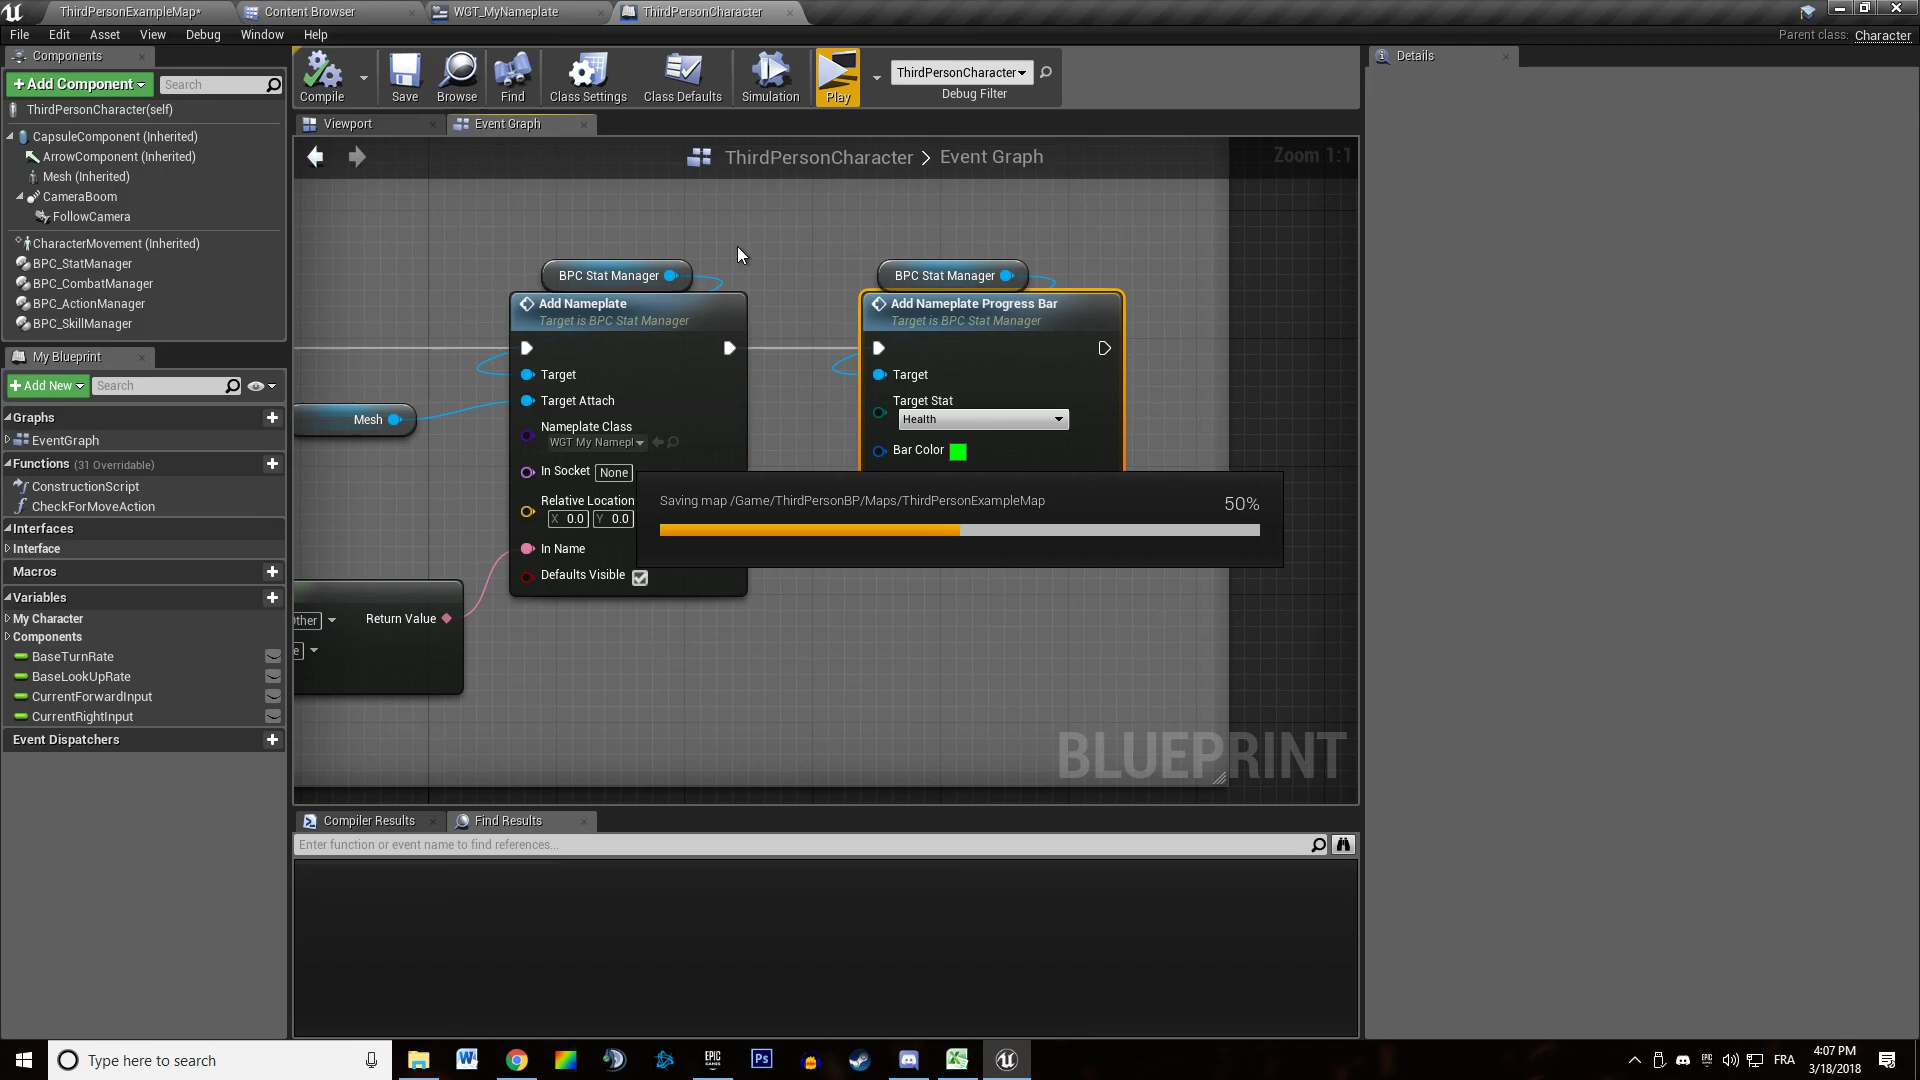 ThirdPersonExampleMap*
Content Browser
WGT_MyNameplate
ThirdPersonCharacter
File
Edit
Asset
View
Debug
Window
Help
Parent class: Character
Components
Add Component
Search
ThirdPersonCharacter(self)
CapsuleComponent (Inherited)
ArrowComponent (Inherited)
Mesh (Inherited)
CameraBoom
FollowCamera
CharacterMovement (Inherited)
BPC_StatManager
BPC_CombatManager
BPC_ActionManager
BPC_SkillManager
My Blueprint
Add New
Search
Graphs
EventGraph
Functions (31 Overridable)
ConstructionScript
CheckForMoveAction
Interfaces
Interface
Macros
Variables
My Character
Components
BaseTurnRate
BaseLookUpRate
CurrentForwardInput
CurrentRightInput
Event Dispatchers
Compile
Save
Browse
Find
Class Settings
Class Defaults
Simulation
Play
ThirdPersonCharacter
Debug Filter
Viewport
Event Graph
ThirdPersonCharacter > Event Graph
Zoom 1:1
BPC Stat Manager
Add Nameplate
Target is BPC Stat Manager
Target
Target Attach
Nameplate Class
WGT My Namepl
In Socket None
Relative Location
X 0.0 Y 0.0
In Name
Defaults Visible
Mesh
Return Value
BPC Stat Manager
Add Nameplate Progress Bar
Target is BPC Stat Manager
Target
Target Stat
Health
Bar Color
Saving map /Game/ThirdPersonBP/Maps/ThirdPersonExampleMap
50%
BLUEPRINT
Compiler Results
Find Results
Enter function or event name to find references...
Details
Type here to search
FRA
4:07 PM
3/18/2018